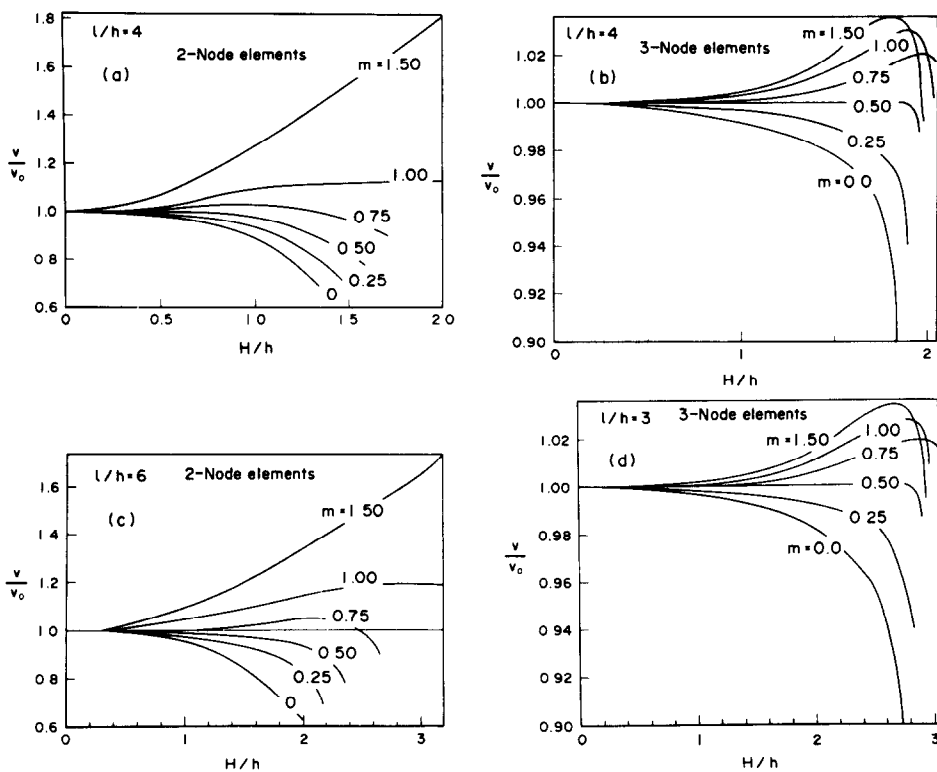 l/h=4
2-Node elements
(a)
m=1.50
1.00
0.75
0.50
0.25
0
1.8
1.6
1.4
1.2
1.0
0.8
0.6
v/v₀
0
0.5
1.0
1.5
2.0
H/h
l/h=4
3-Node elements
(b)
m=1.50
1.00
0.75
0.50
0.25
m=0.0
1.02
1.00
0.98
0.96
0.94
0.92
0.90
v/v₀
0
1
2
H/h
l/h=6
2-Node elements
(c)
m=1.50
1.00
0.75
0.50
0.25
0
1.6
1.4
1.2
1.0
0.8
0.6
v/v₀
0
1
2
3
H/h
l/h=3
3-Node elements
(d)
m=1.50
1.00
0.75
0.50
0.25
m=0.0
1.02
1.00
0.98
0.96
0.94
0.92
0.90
v/v₀
0
1
2
3
H/h